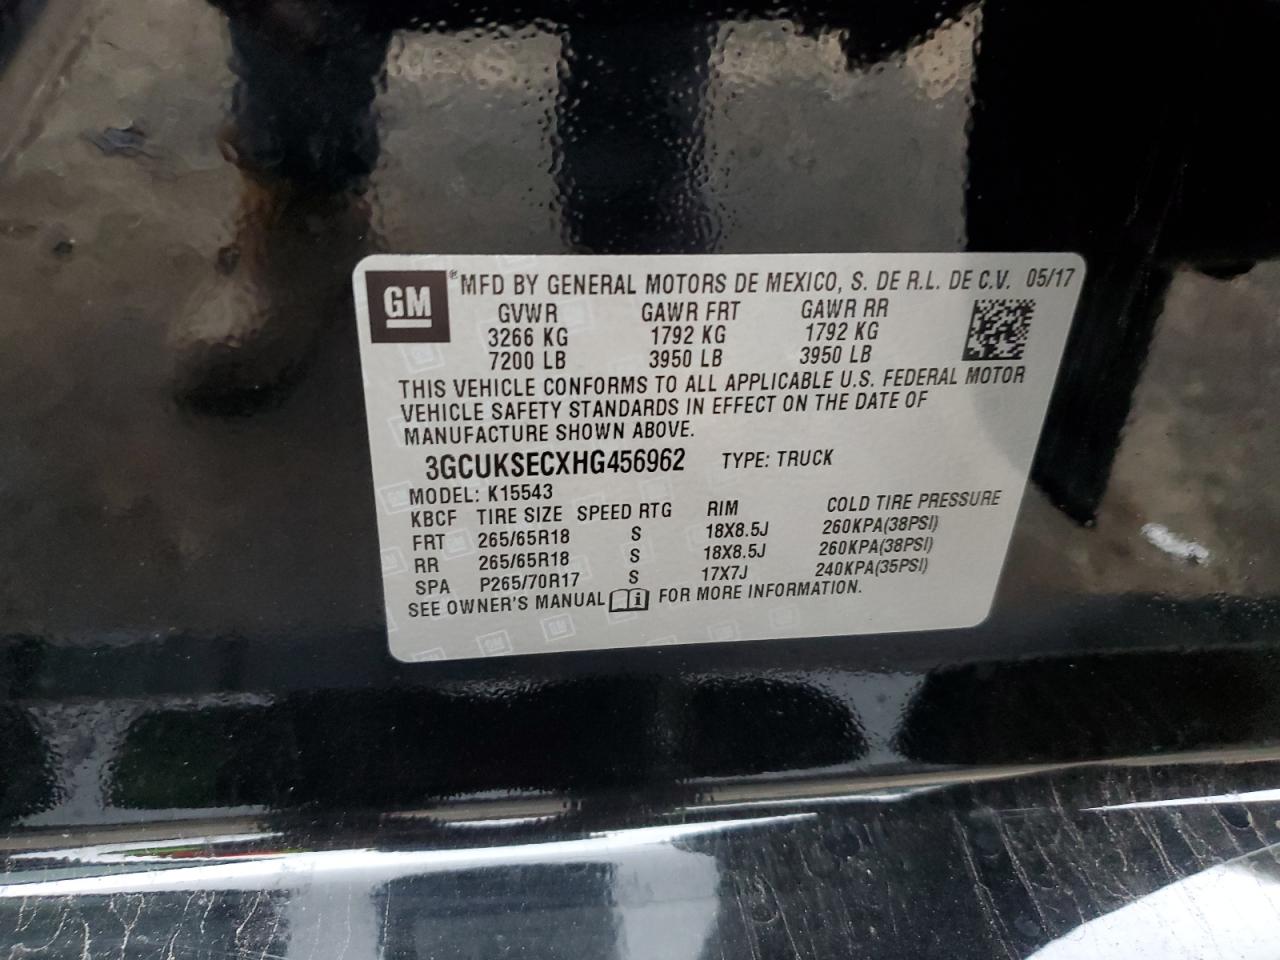 GM ® MFD BY GENERAL MOTORS DE MEXICO, S. DE R.L. DE C.V. 05/17
GVWR GAWR FRT GAWR RR
3266 KG 1792 KG 1792 KG
7200 LB 3950 LB 3950 LB
THIS VEHICLE CONFORMS TO ALL APPLICABLE U.S. FEDERAL MOTOR
VEHICLE SAFETY STANDARDS IN EFFECT ON THE DATE OF
MANUFACTURE SHOWN ABOVE.
3GCUKSECXHG456962 TYPE: TRUCK
MODEL: K15543
KBCF TIRE SIZE SPEED RTG RIM COLD TIRE PRESSURE
FRT 265/65R18 S 18X8.5J 260KPA(38PSI)
RR 265/65R18 S 18X8.5J 260KPA(38PSI)
SPA P265/70R17 S 17X7J 240KPA(35PSI)
SEE OWNER'S MANUAL i FOR MORE INFORMATION.